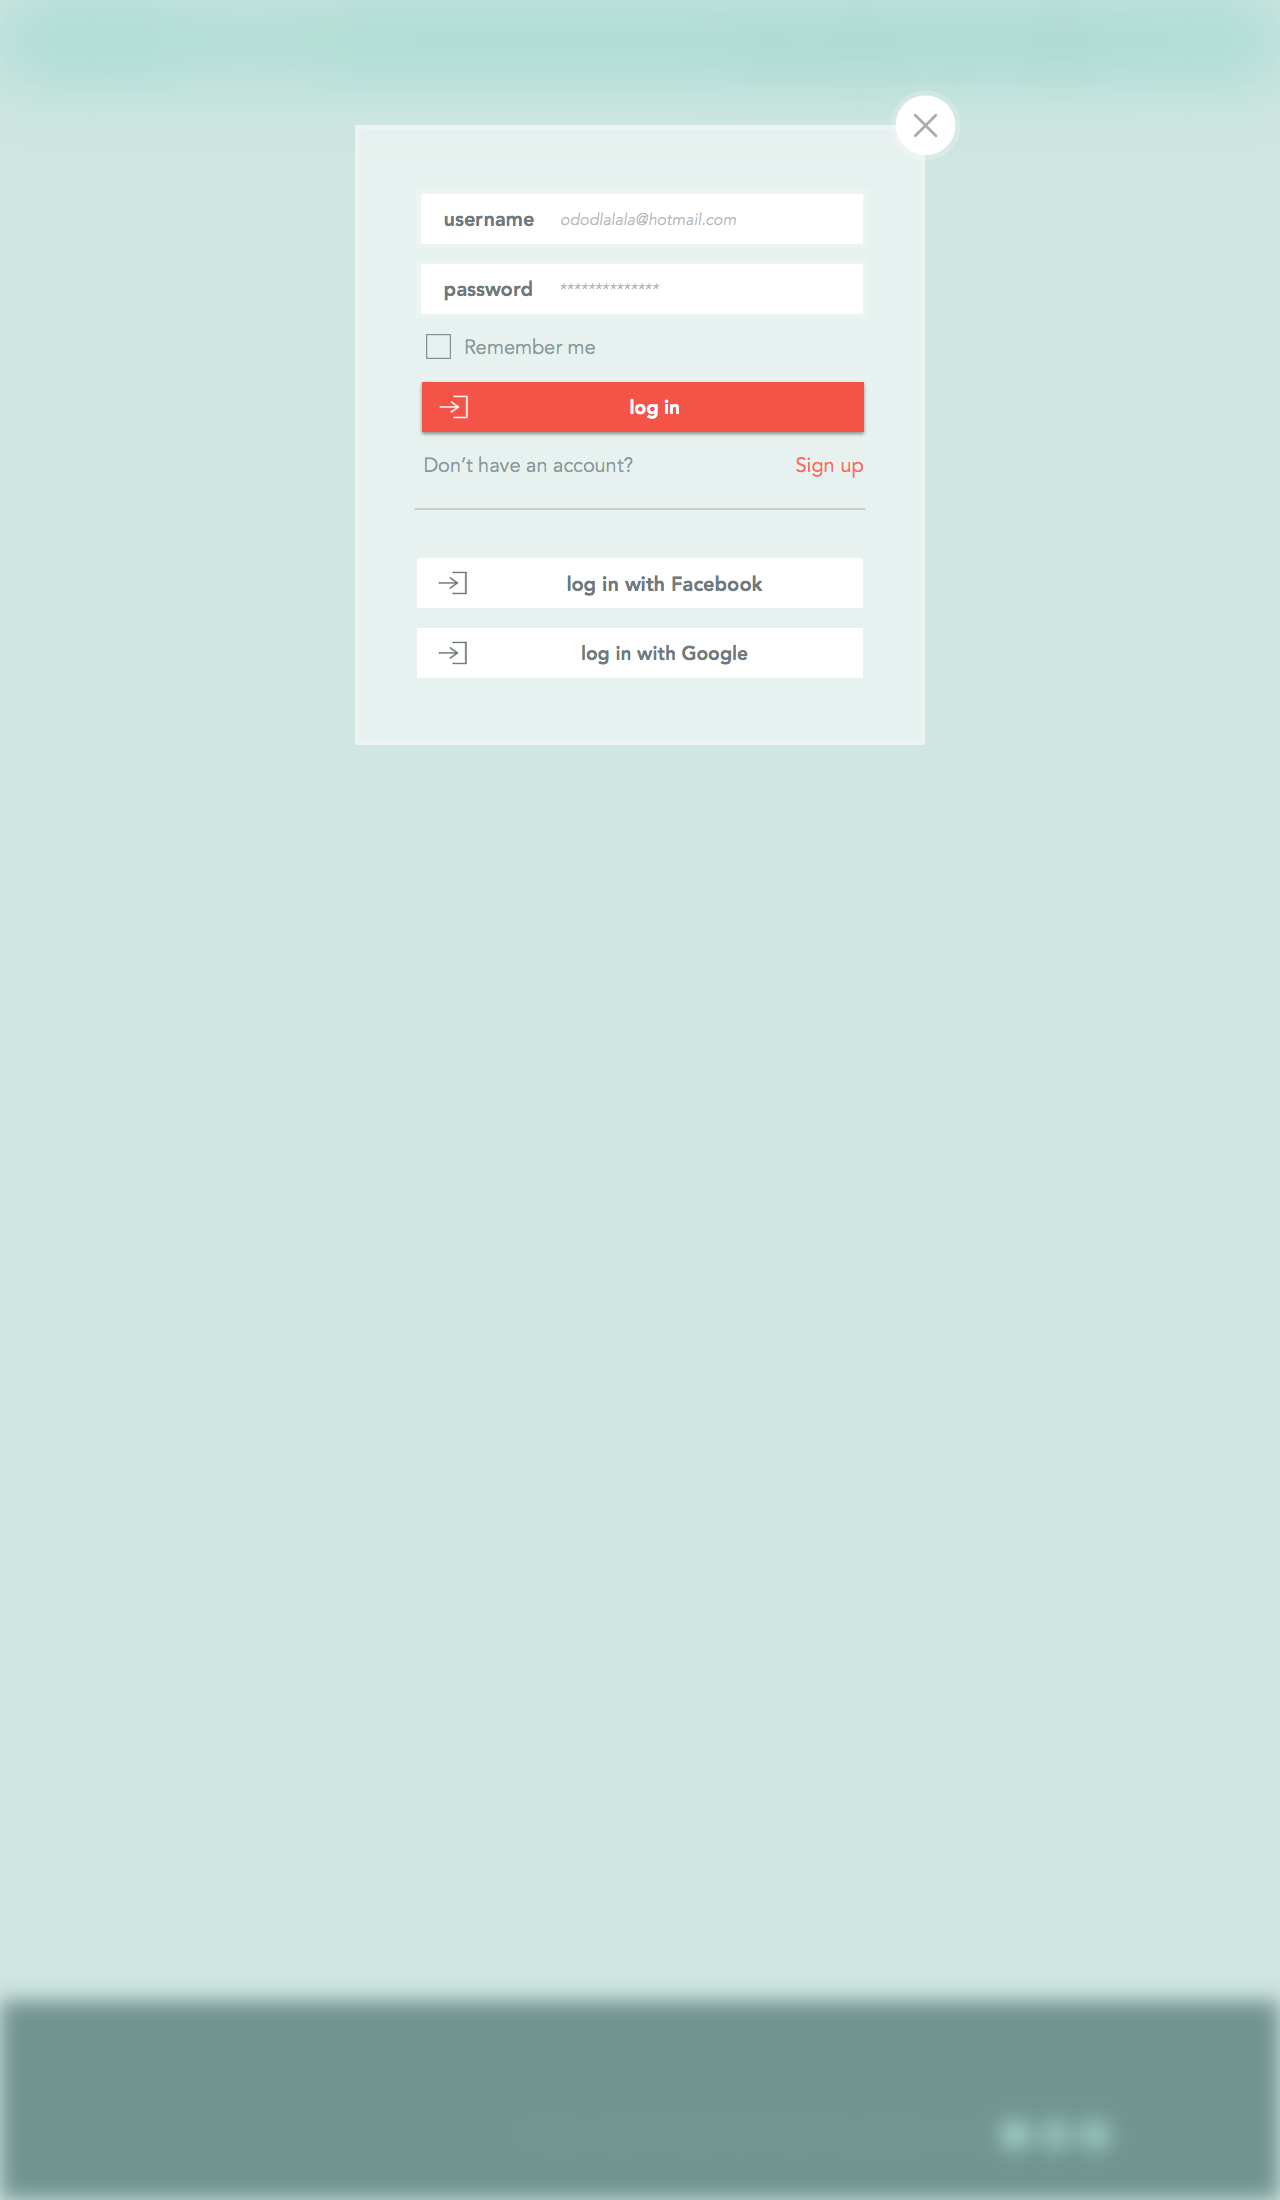 username ododlalala@hotmail.com
password **************
Remember me
log in
Don’t have an account? Sign up
log in with Facebook
log in with Google